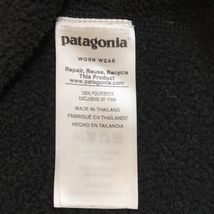 patagonia®
WORN WEAR
Repair, Reuse, Recycle
This Product
www.patagonia.com
100% POLYESTER
EXCLUSIVE OF TRIM
MADE IN THAILAND
FABRIQUÉ EN THAÏLANDE
HECHO EN TAILANDIA